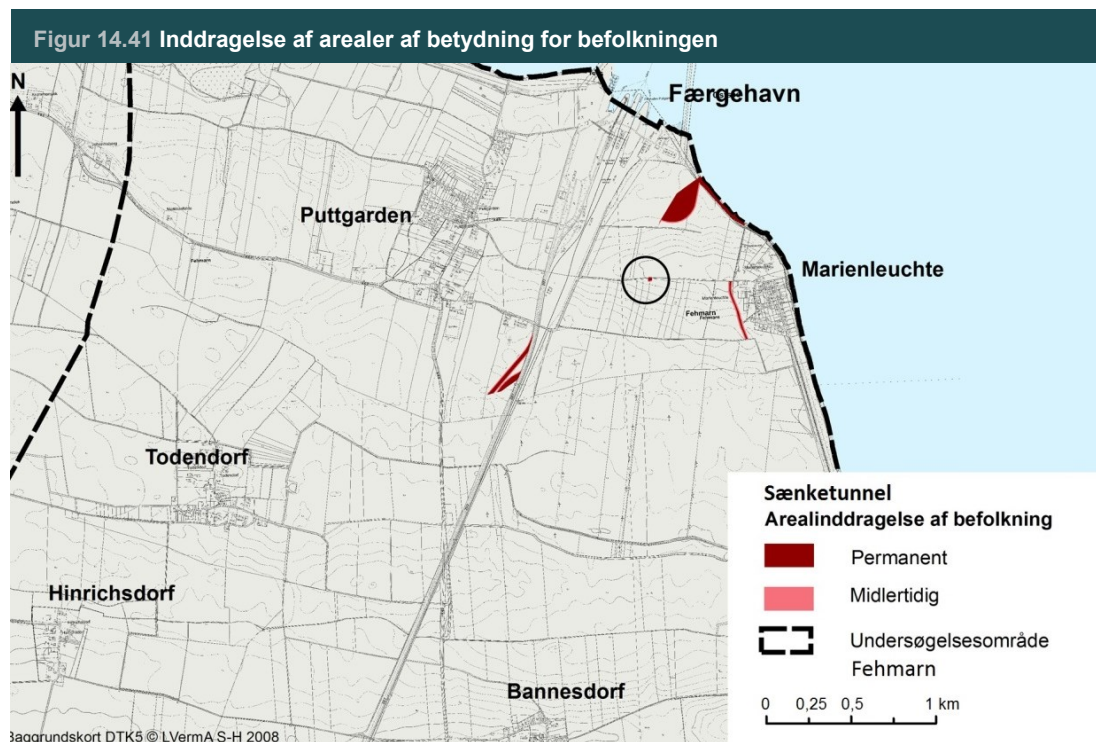 Figur 14.41 Inddragelse af arealer af betydning for befolkningen
N
Færgehavn
Puttgarden
Marienleuchte
Fehmarn
Todendorf
Hinrichsdorf
Bannesdorf
Sænketunnel
Arealinddragelse af befolkning
Permanent
Midlertidig
Undersøgelsesområde
Fehmarn
0 0,25 0,5 1 km
Baggrundskort DTK5 © LVermA S-H 2008